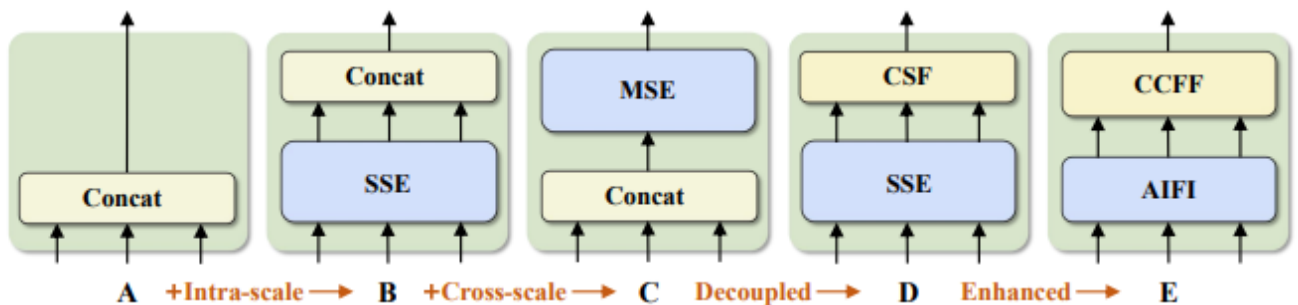 Concat
Concat
SSE
MSE
Concat
CSF
SSE
CCFF
AIFI
A +Intra-scale B +Cross-scale C Decoupled D Enhanced E